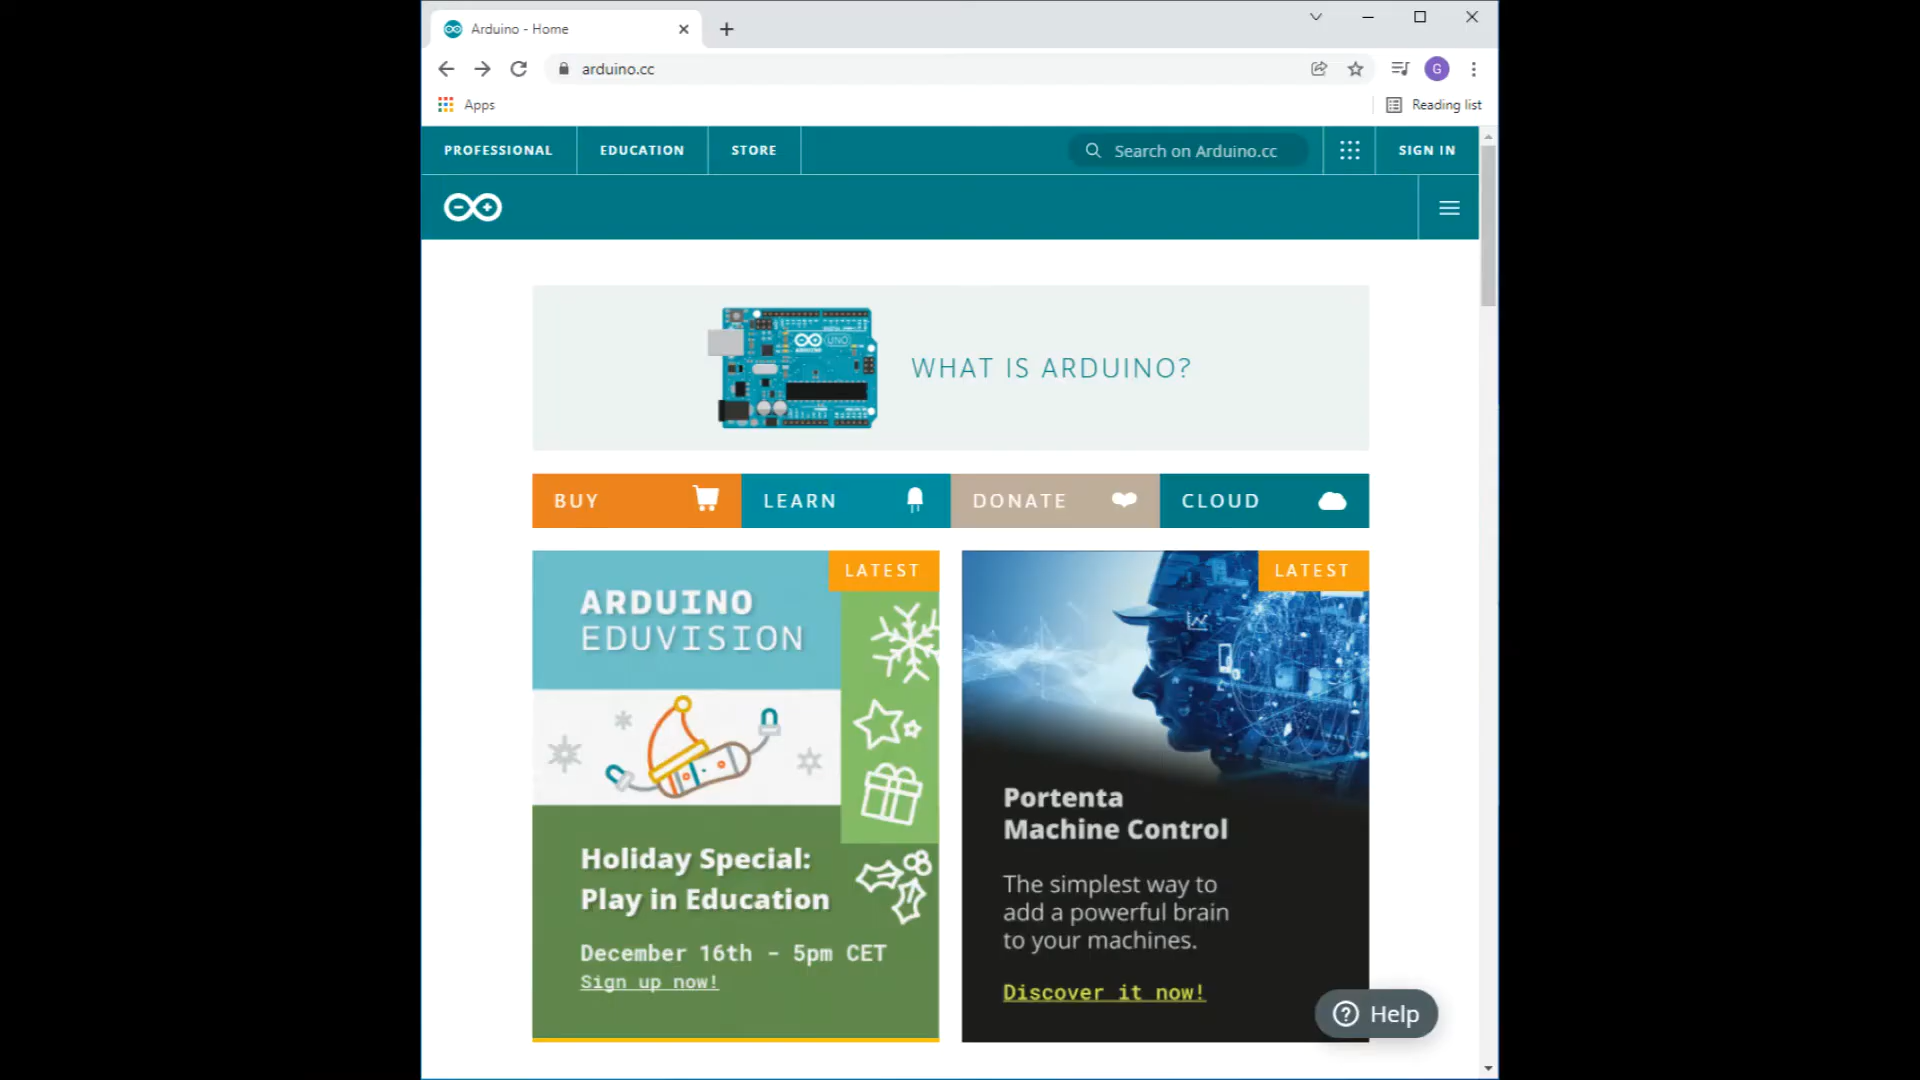 Arduino - Home
arduino.cc
G
Apps
Reading list
PROFESSIONAL
EDUCATION
STORE
Search on Arduino.cc
SIGN IN
UNO
WHAT IS ARDUINO?
BUY
LEARN
DONATE
CLOUD
LATEST
ARDUINO
EDUVISION
Holiday Special:
Play in Education
December 16th - 5pm CET
Sign up now!
LATEST
Portenta
Machine Control
The simplest way to
add a powerful brain
to your machines.
Discover it now!
Help